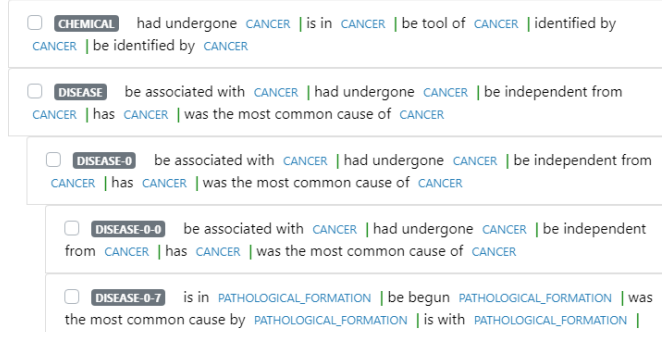 CHEMICAL had undergone CANCER | is in CANCER | be tool of CANCER | identified by
CANCER | be identified by CANCER
DISEASE be associated with CANCER | had undergone CANCER | be independent from
CANCER | has CANCER | was the most common cause of CANCER
DISEASE-0 be associated with CANCER | had undergone CANCER | be independent from
CANCER | has CANCER | was the most common cause of CANCER
DISEASE-0-0 be associated with CANCER | had undergone CANCER | be independent
from CANCER | has CANCER | was the most common cause of CANCER
DISEASE-0-7 is in PATHOLOGICAL_FORMATION | be begun PATHOLOGICAL_FORMATION | was
the most common cause by PATHOLOGICAL_FORMATION | is with PATHOLOGICAL_FORMATION |